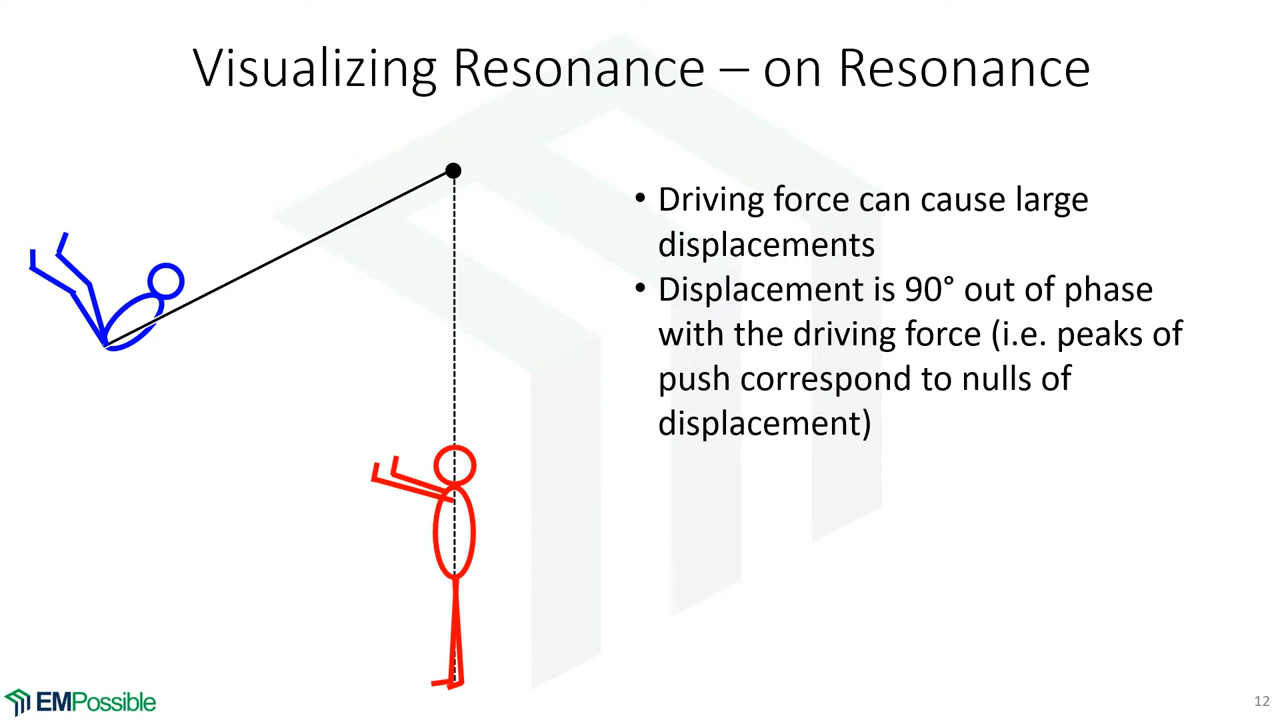 Visualizing Resonance – on Resonance
• Driving force can cause large
displacements
• Displacement is 90° out of phase
with the driving force (i.e. peaks of
push correspond to nulls of
displacement)
EMPossible
12